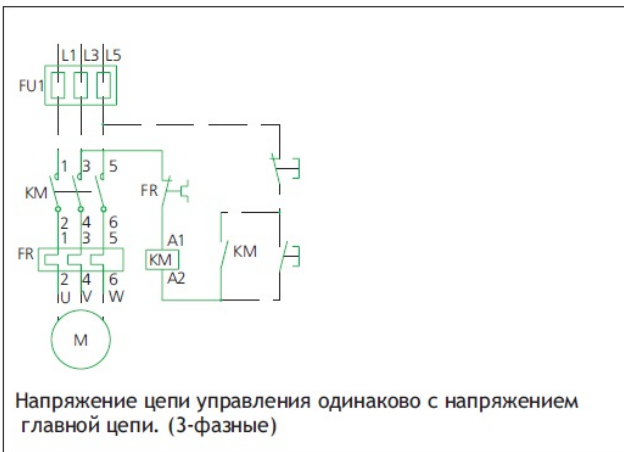 L1 L3 L5
FU1
1 3 5
KM FR
2 4 6
1 3 5 A1
FR KM KM
A2
2 4 6
U V W
M
Напряжение цепи управления одинаково с напряжением
главной цепи. (3-фазные)